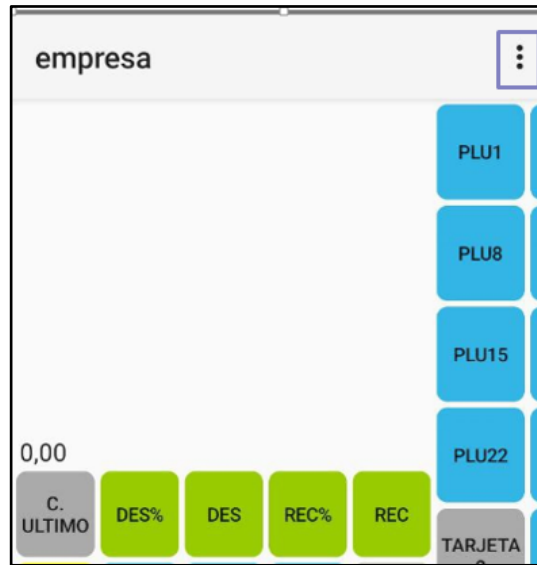 empresa
PLU1
PLU8
PLU15
0,00
PLU22
C.
ULTIMO
DES%
DES
REC%
REC
TARJETA